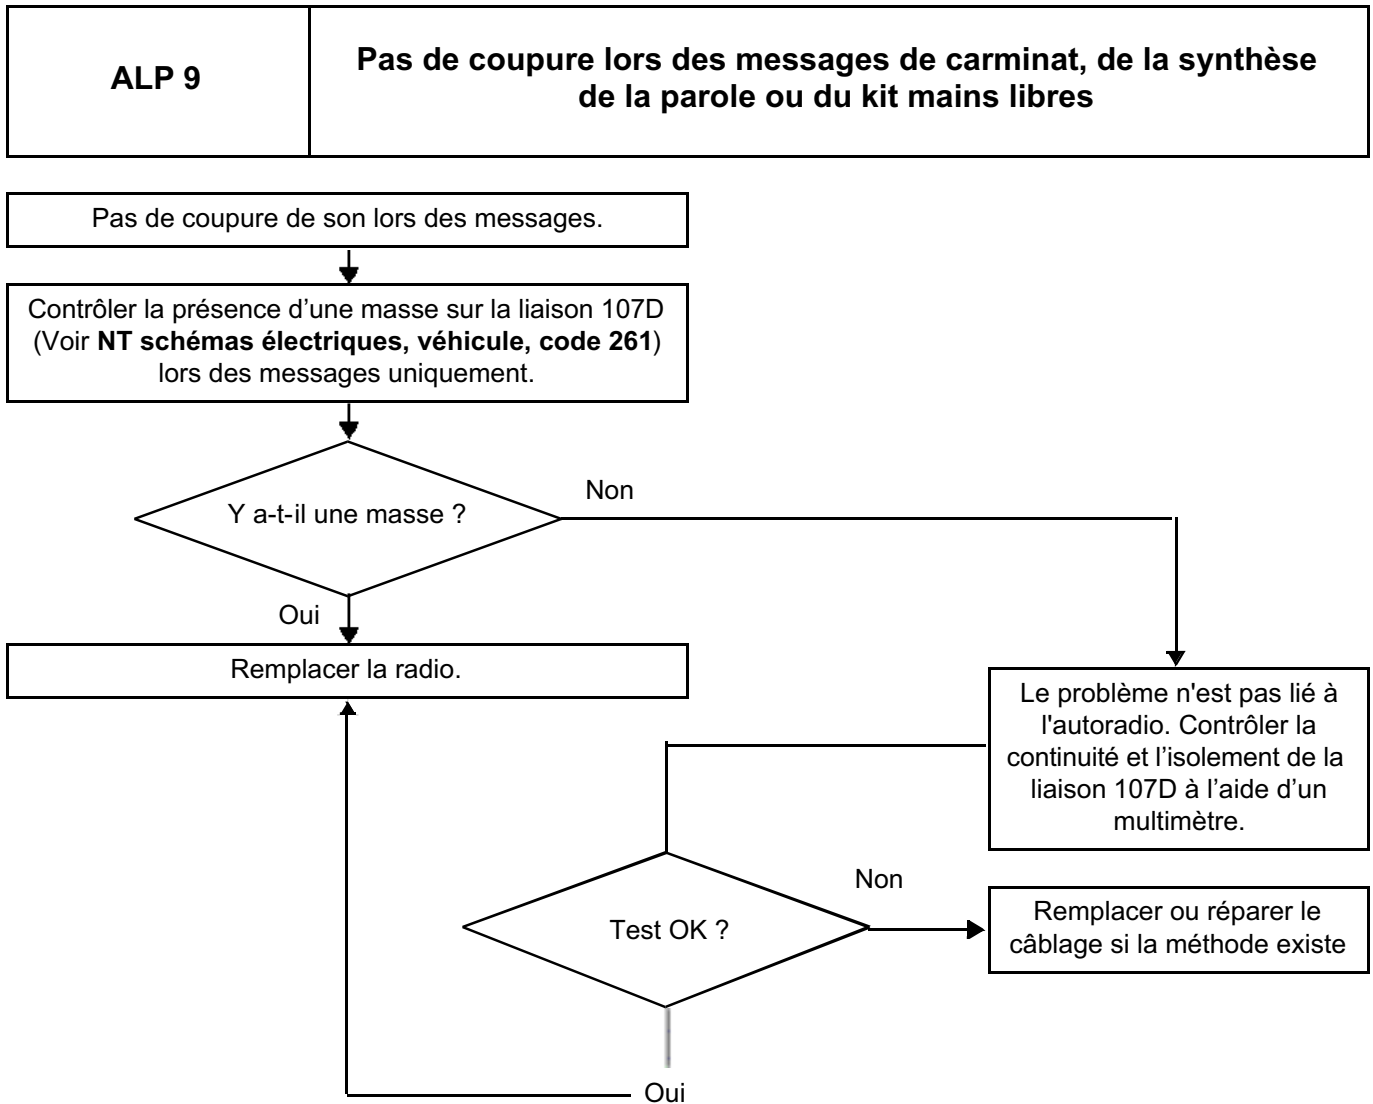 ALP 9
Pas de coupure lors des messages de carminat, de la synthèse
de la parole ou du kit mains libres
Pas de coupure de son lors des messages.
Contrôler la présence d’une masse sur la liaison 107D
(Voir NT schémas électriques, véhicule, code 261)
lors des messages uniquement.
Y a-t-il une masse ?
Non
Oui
Remplacer la radio.
Le problème n'est pas lié à
l'autoradio. Contrôler la
continuité et l’isolement de la
liaison 107D à l’aide d’un
multimètre.
Test OK ?
Non
Remplacer ou réparer le
câblage si la méthode existe
Oui